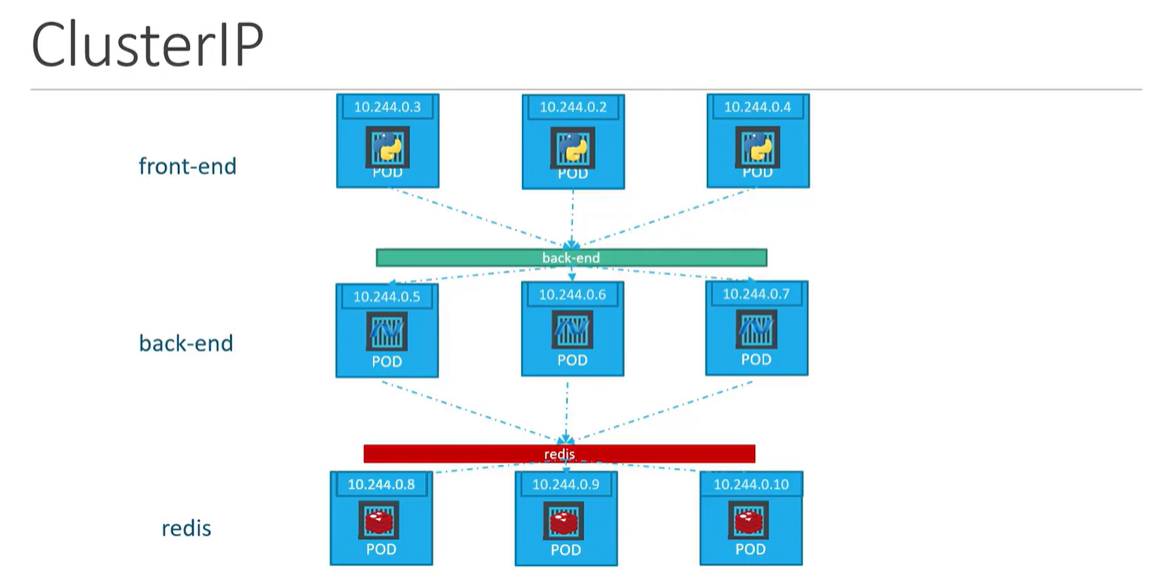 ClusterIP
front-end
10.244.0.3
10.244.0.2
10.244.0.4
POD
POD
POD
back-end
back-end
10.244.0.5
10.244.0.6
10.244.0.7
POD
POD
POD
redis
redis
10.244.0.8
10.244.0.9
10.244.0.10
POD
POD
POD